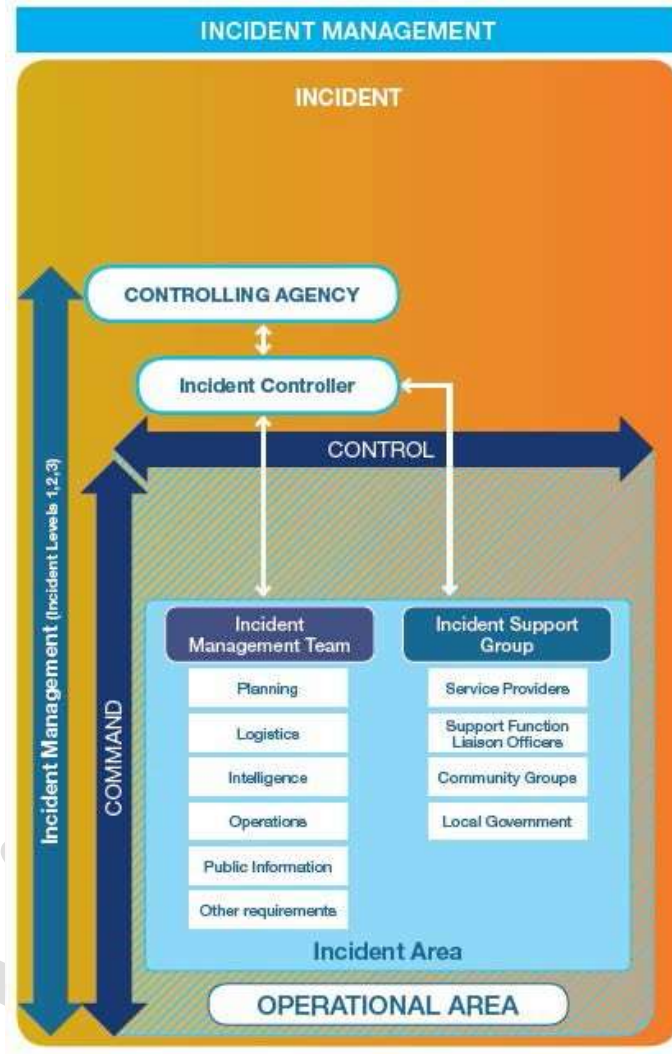 INCIDENT MANAGEMENT
INCIDENT
CONTROLLING AGENCY
Incident Controller
CONTROL
Incident Management (Incident Levels 1,2,3)
COMMAND
Incident
Management Team
Planning
Logistics
Intelligence
Operations
Public Information
Other requirements
Incident Support
Group
Service Providers
Support Function
Liaison Officers
Community Groups
Local Government
Incident Area
OPERATIONAL AREA